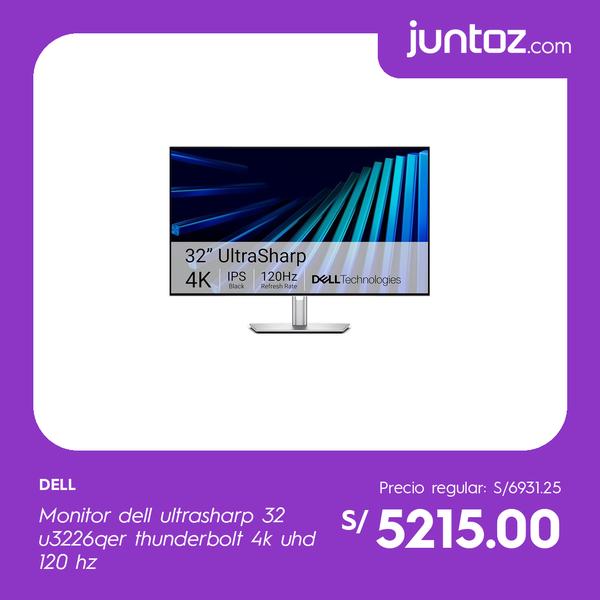 juntoz.com
32” UltraSharp
4K IPS Black 120Hz Refresh Rate DELLTechnologies
DELL
Monitor dell ultrasharp 32
u3226qer thunderbolt 4k uhd
120 hz
Precio regular: S/6931.25
S/ 5215.00